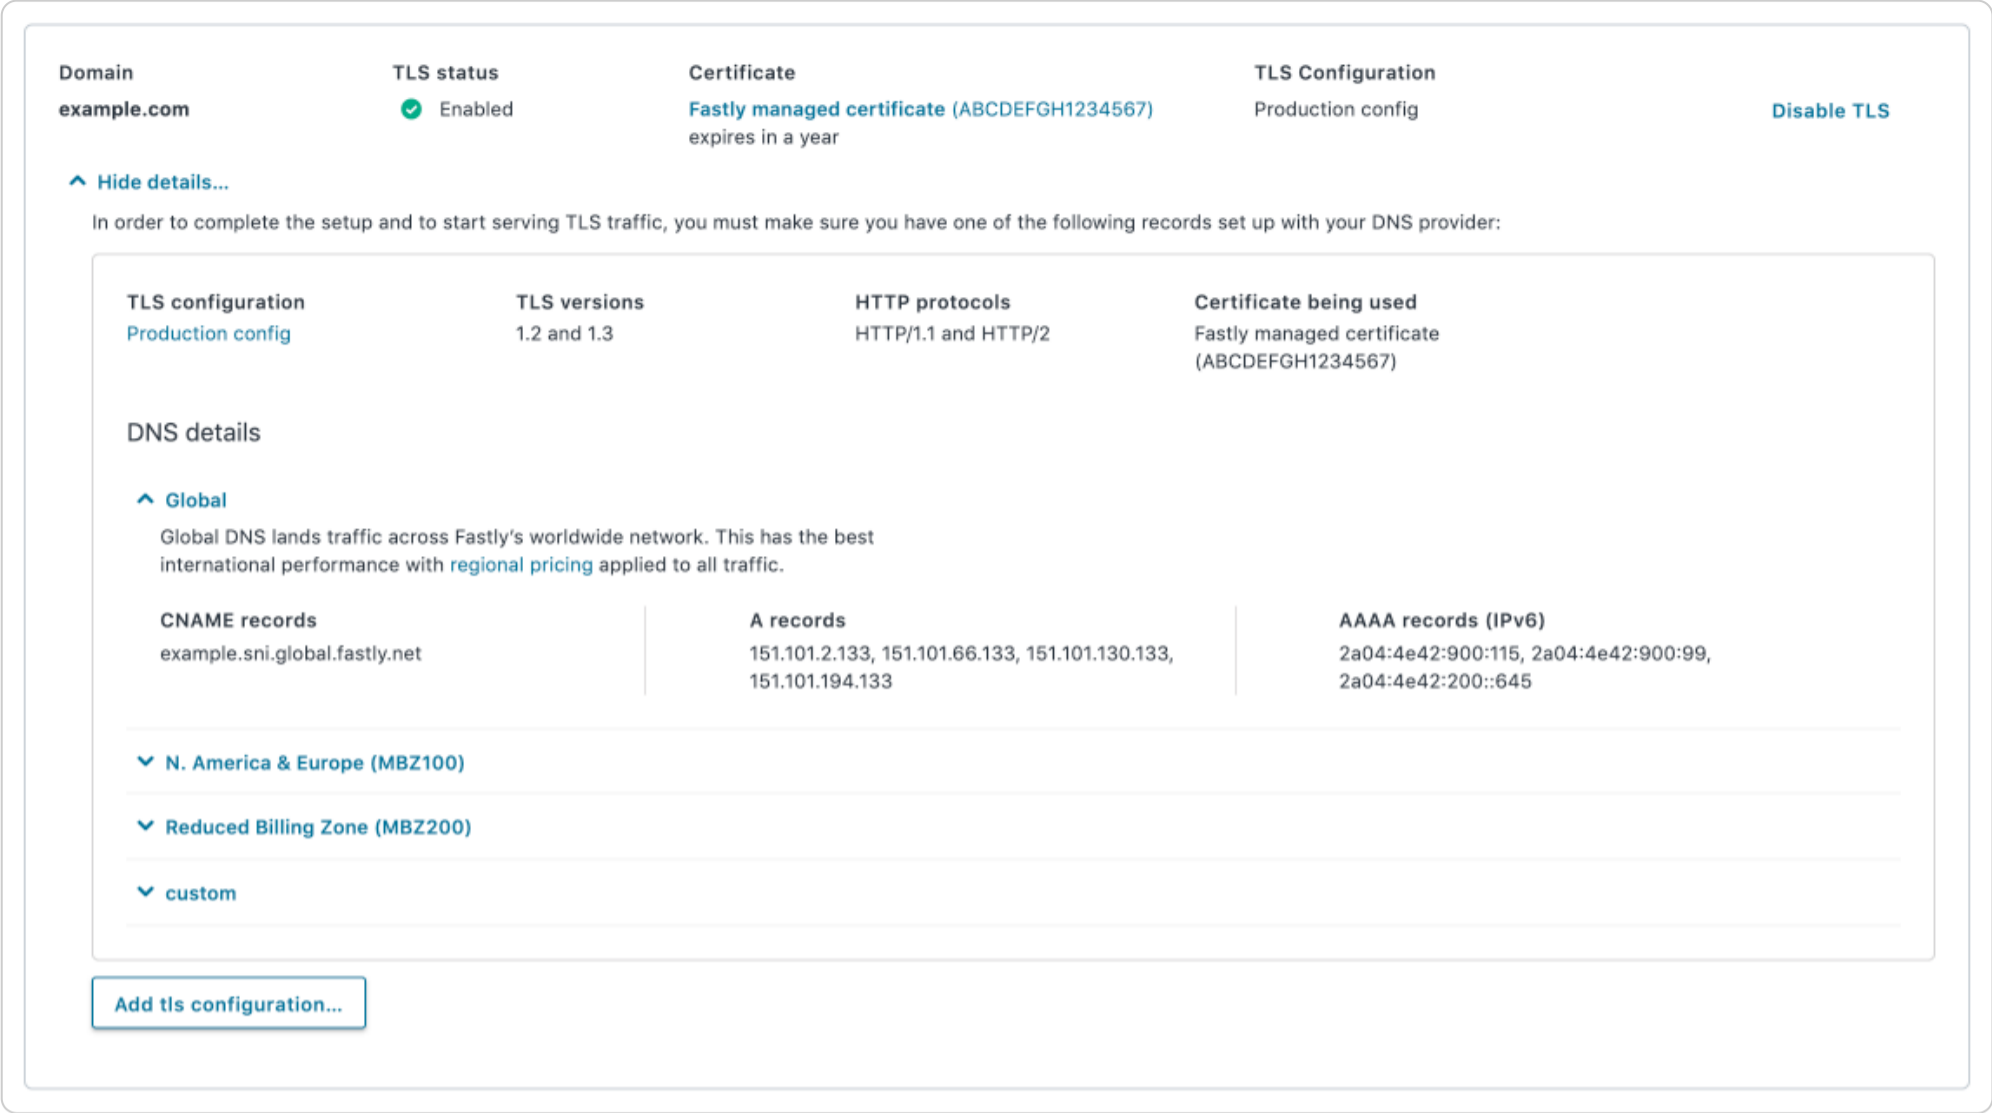 Domain
TLS status
Certificate
TLS Configuration
example.com
Enabled
Fastly managed certificate (ABCDEFGH1234567)
expires in a year
Production config
Disable TLS
Hide details...
In order to complete the setup and to start serving TLS traffic, you must make sure you have one of the following records set up with your DNS provider:
TLS configuration
TLS versions
HTTP protocols
Certificate being used
Production config
1.2 and 1.3
HTTP/1.1 and HTTP/2
Fastly managed certificate
(ABCDEFGH1234567)
DNS details
Global
Global DNS lands traffic across Fastly's worldwide network. This has the best
international performance with regional pricing applied to all traffic.
CNAME records
example.sni.global.fastly.net
A records
151.101.2.133, 151.101.66.133, 151.101.130.133,
151.101.194.133
AAAA records (IPv6)
2a04:4e42:900:115, 2a04:4e42:900:99,
2a04:4e42:200::645
N. America & Europe (MBZ100)
Reduced Billing Zone (MBZ200)
custom
Add tls configuration...